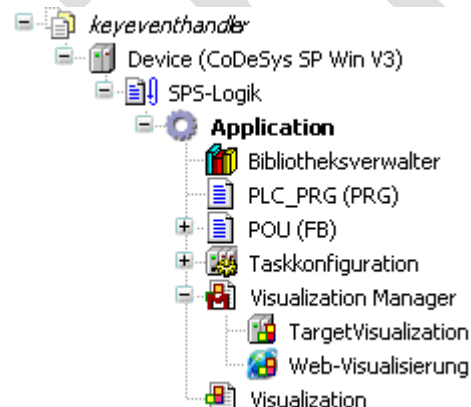 keyeventhandler
Device (CoDeSys SP Win V3)
SPS-Logik
Application
Bibliotheksverwalter
PLC_PRG (PRG)
POU (FB)
Taskkonfiguration
Visualization Manager
TargetVisualization
Web-Visualisierung
Visualization